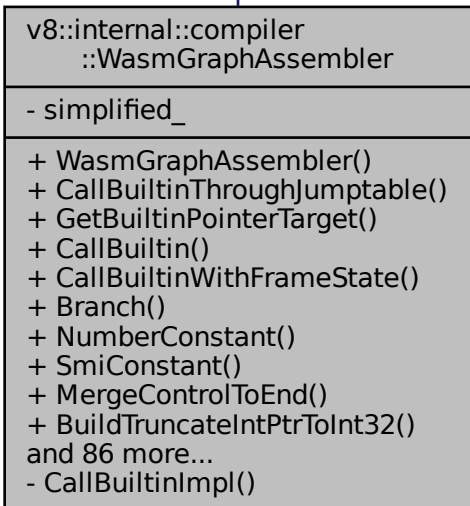 v8::internal::compiler
::WasmGraphAssembler
- simplified_
+ WasmGraphAssembler()
+ CallBuiltinThroughJumptable()
+ GetBuiltinPointerTarget()
+ CallBuiltin()
+ CallBuiltinWithFrameState()
+ Branch()
+ NumberConstant()
+ SmiConstant()
+ MergeControlToEnd()
+ BuildTruncateIntPtrToInt32()
and 86 more...
- CallBuiltinImpl()